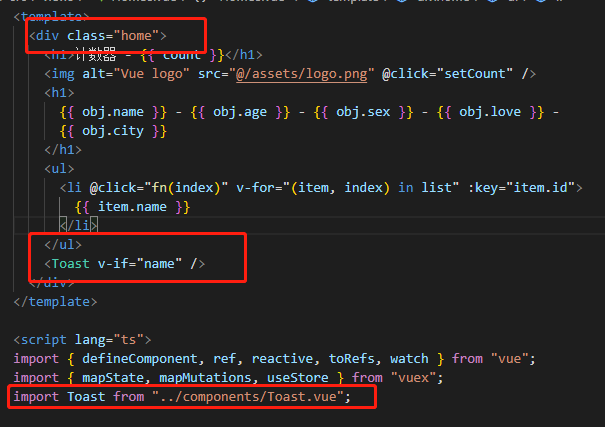 <template>
<div class="home">
<h1>计数器 - {{ count }}</h1>
<img alt="Vue logo" src="@/assets/logo.png" @click="setCount" />
<h1>
{{ obj.name }} - {{ obj.age }} - {{ obj.sex }} - {{ obj.love }} -
{{ obj.city }}
</h1>
<ul>
<li @click="fn(index)" v-for="(item, index) in list" :key="item.id">
{{ item.name }}
</li>
</ul>
<Toast v-if="name" />
</div>
</template>
<script lang="ts">
import { defineComponent, ref, reactive, toRefs, watch } from "vue";
import { mapState, mapMutations, useStore } from "vuex";
import Toast from "../components/Toast.vue";